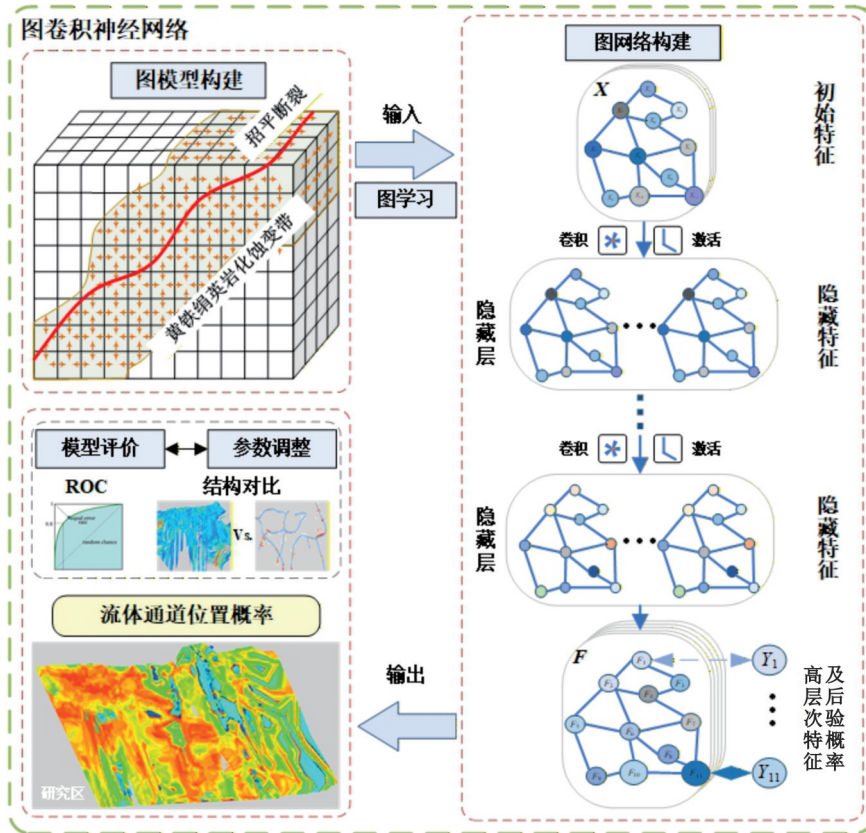 图卷积神经网络
图模型构建
招平断裂
黄铁绢英岩化蚀变带
输入
图学习
图网络构建
X
初始特征
卷积
激活
隐藏层
隐藏特征
卷积
激活
隐藏层
隐藏特征
F
F₁
F₇
F₁₀
Y₁
Y₁₁
高层次特征
及后验概率
模型评价
参数调整
ROC
结构对比
Vs.
random chance
流体通道位置概率
研究区
输出